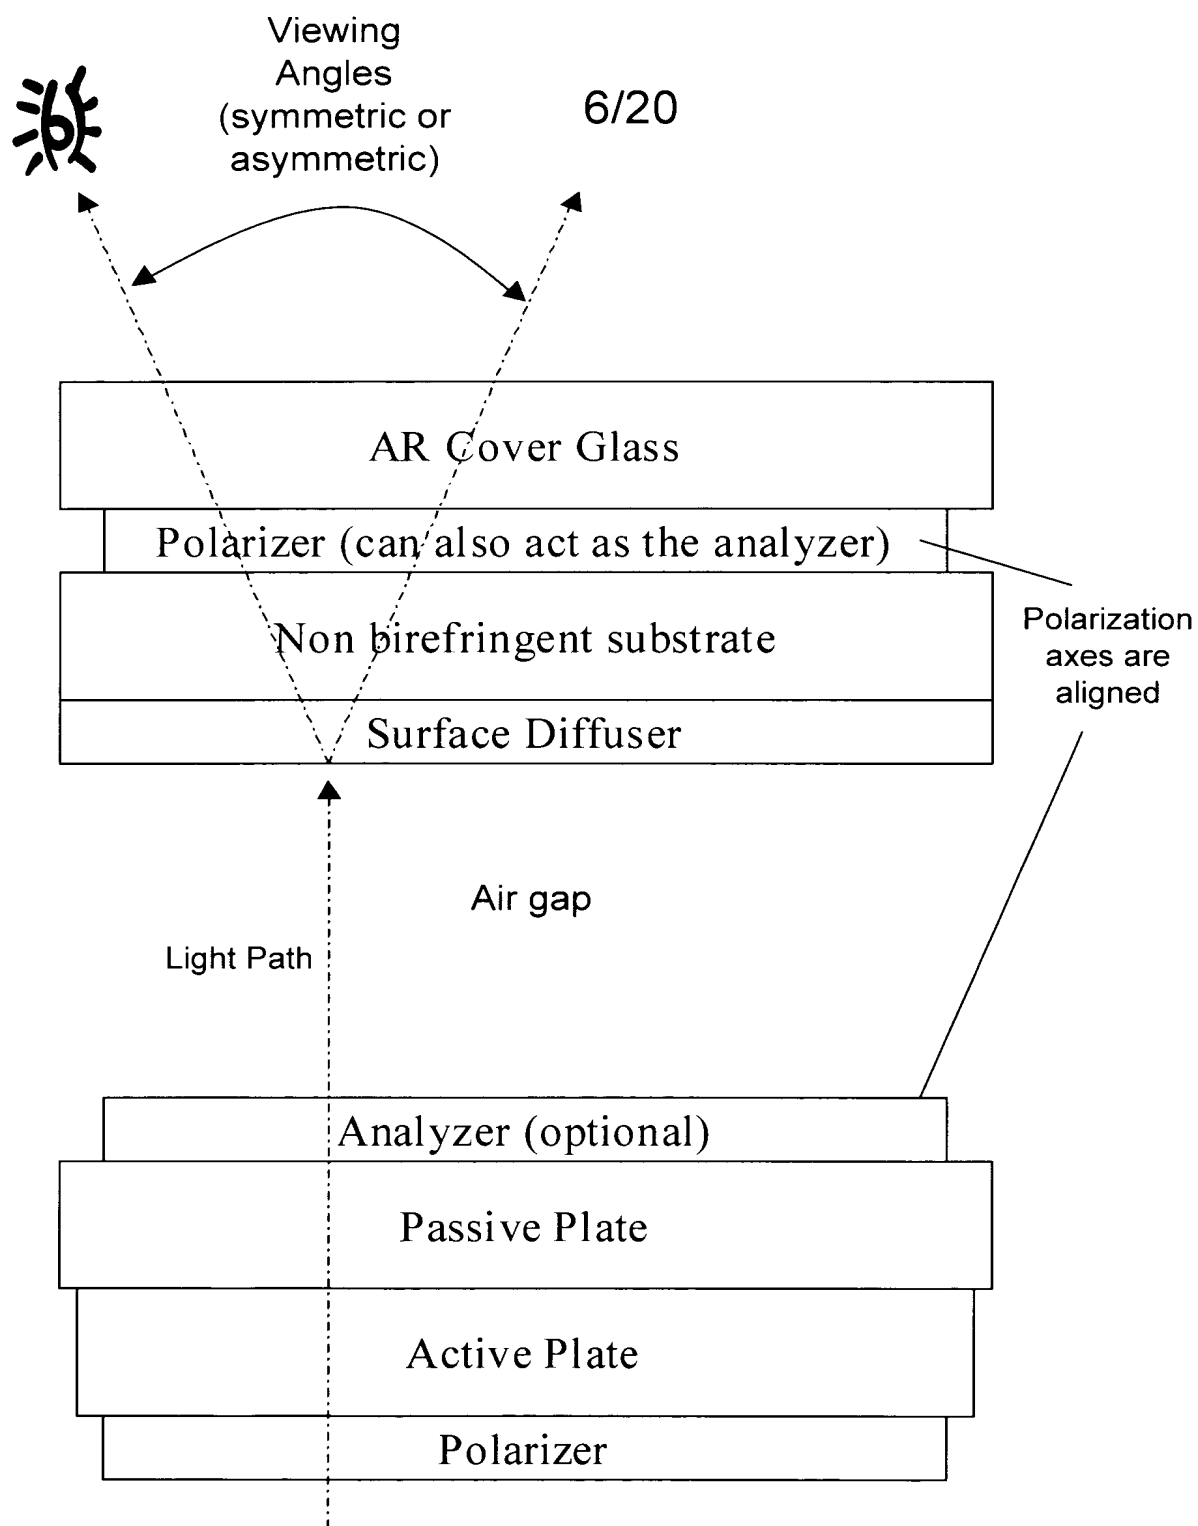 Viewing
Angles
(symmetric or
asymmetric)
6/20
AR Cover Glass
Polarizer (can also act as the analyzer)
Non birefringent substrate
Polarization
axes are
aligned
Surface Diffuser
Air gap
Light Path
Analyzer (optional)
Passive Plate
Active Plate
Polarizer